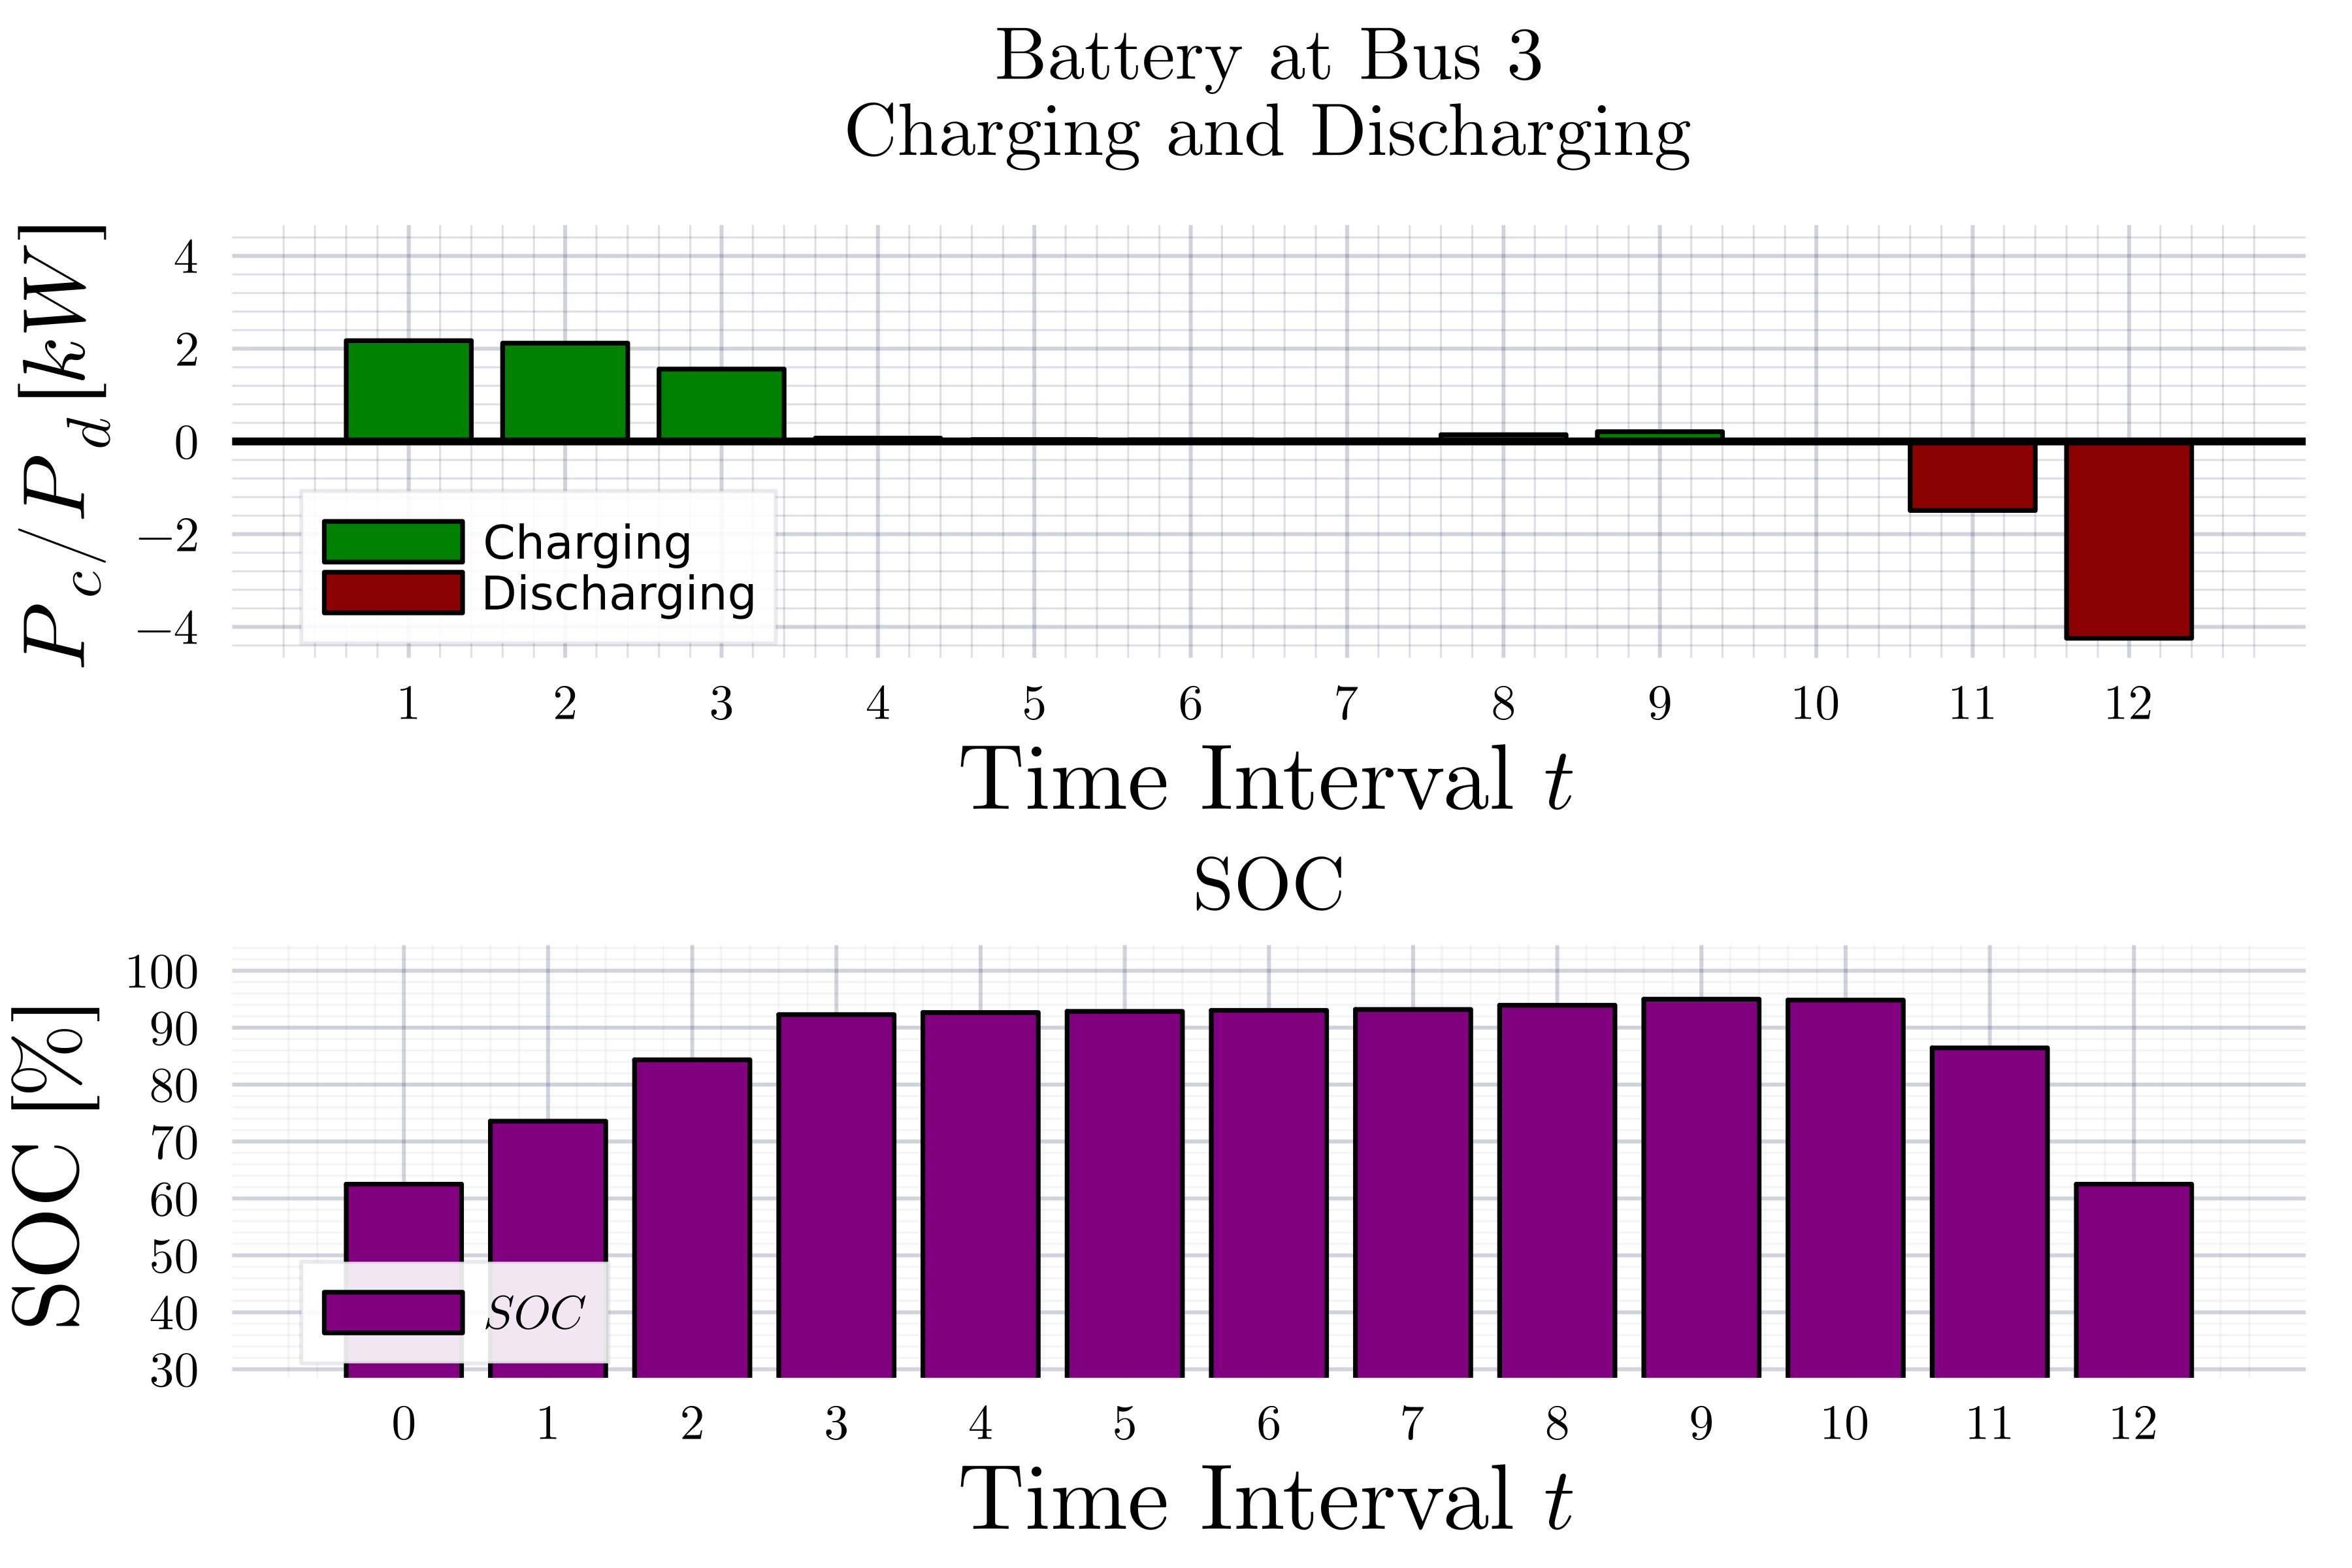 Battery at Bus 3
Charging and Discharging
P_c/P_d [kW]
4
2
0
−2
−4
Charging
Discharging
1 2 3 4 5 6 7 8 9 10 11 12
Time Interval t
SOC
SOC [%]
100
90
80
70
60
50
40
30
SOC
0 1 2 3 4 5 6 7 8 9 10 11 12
Time Interval t